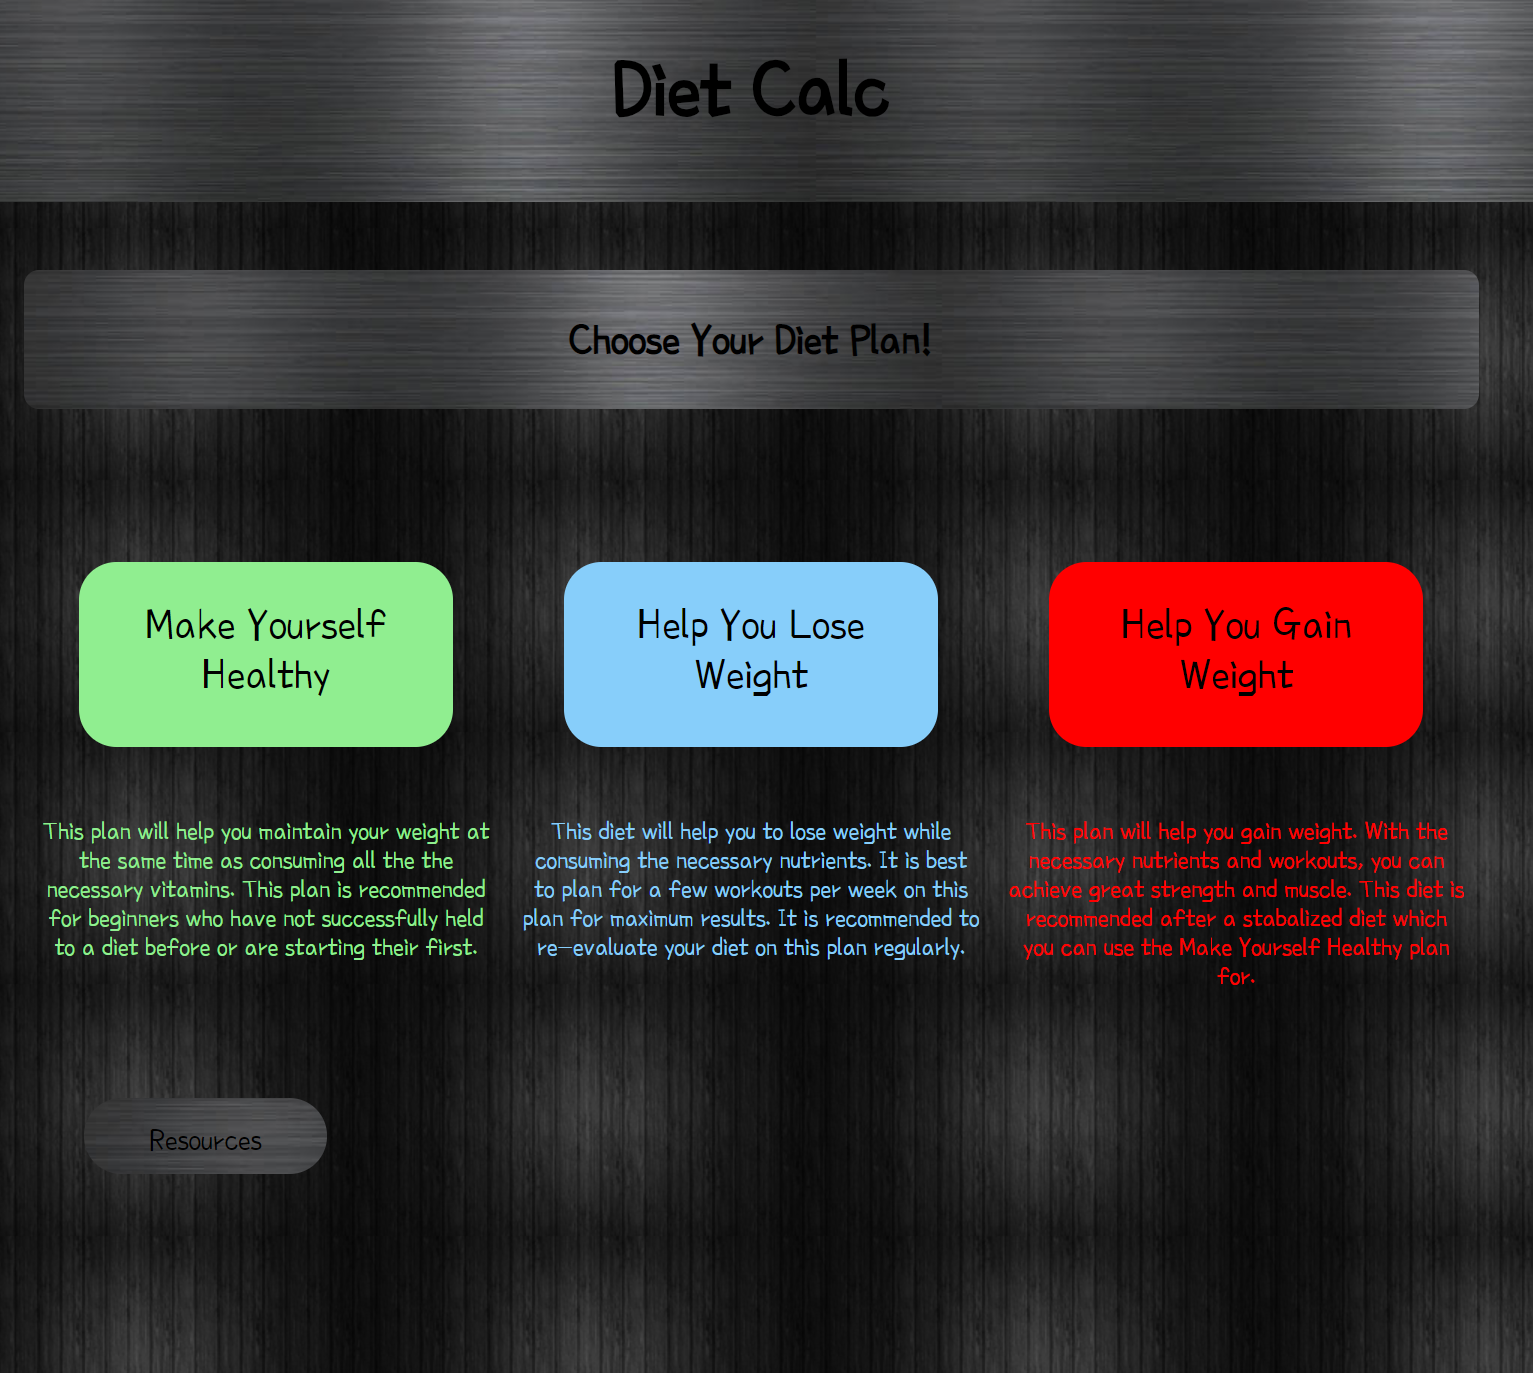 Diet Calc
Choose Your Diet Plan!
Make Yourself
Healthy
Help You Lose
Weight
Help You Gain
Weight
This plan will help you maintain your weight at
the same time as consuming all the the
necessary vitamins. This plan is recommended
for beginners who have not successfully held
to a diet before or are starting their first.
This diet will help you to lose weight while
consuming the necessary nutrients. It is best
to plan for a few workouts per week on this
plan for maximum results. It is recommended to
re-evaluate your diet on this plan regularly.
This plan will help you gain weight. With the
necessary nutrients and workouts, you can
achieve great strength and muscle. This diet is
recommended after a stabalized diet which
you can use the Make Yourself Healthy plan
for.
Resources